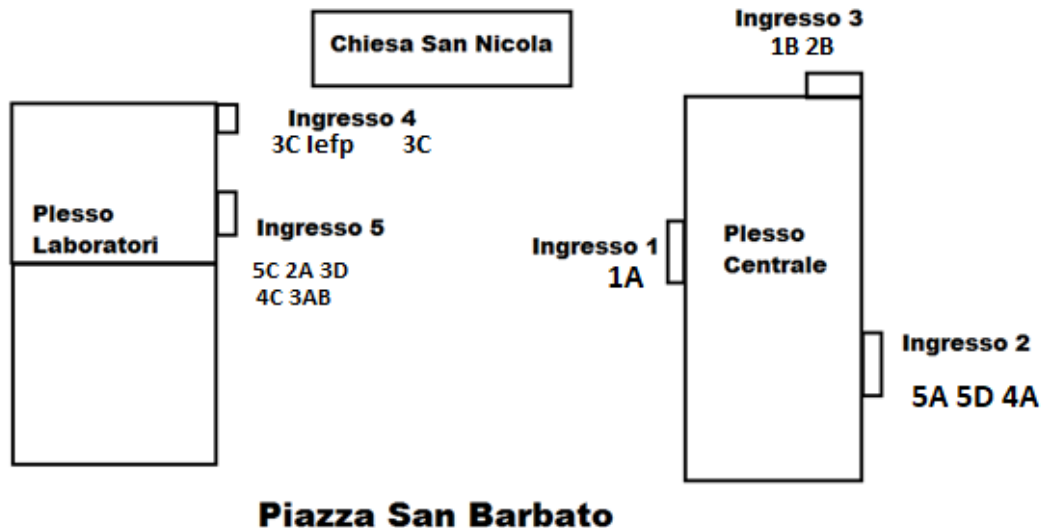 Ingresso 3
1B 2B
Chiesa San Nicola
Ingresso 4
3C Iefp 3C
Plesso
Laboratori
Ingresso 5
5C 2A 3D
4C 3AB
Ingresso 1
1A
Plesso
Centrale
Ingresso 2
5A 5D 4A
Piazza San Barbato